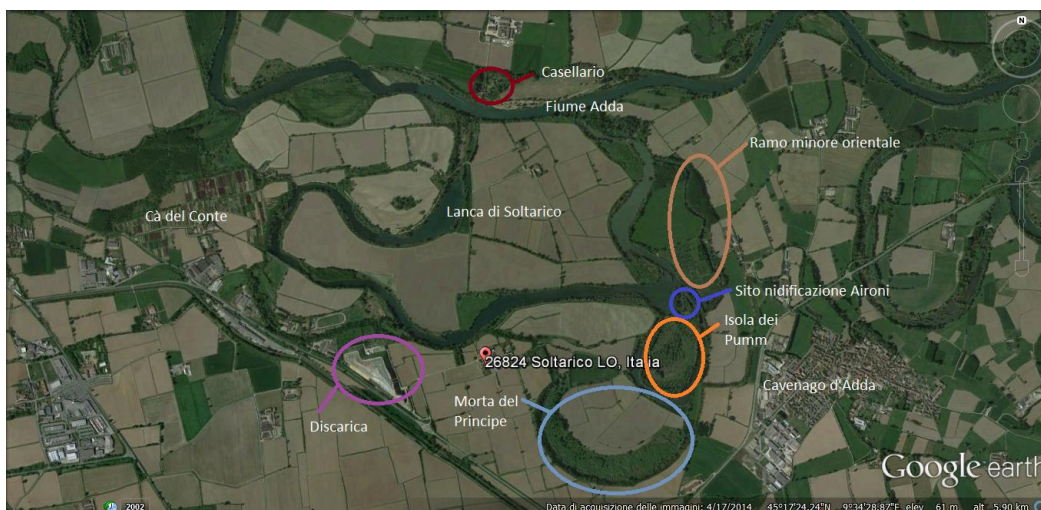 N
Casellario
Fiume Adda
Ramo minore orientale
Cà del Conte
Lanca di Soltarico
Sito nidificazione Aironi
Isola dei
Pumm
26824 Soltarico LO, Italia
Cavenago d'Adda
Morta del
Principe
Discarica
Google earth
2002
Data di acquisizione delle immagini: 4/17/2014 45°17'24.24"N 9°34'28.87"E elev 61 m alt 5.90 km